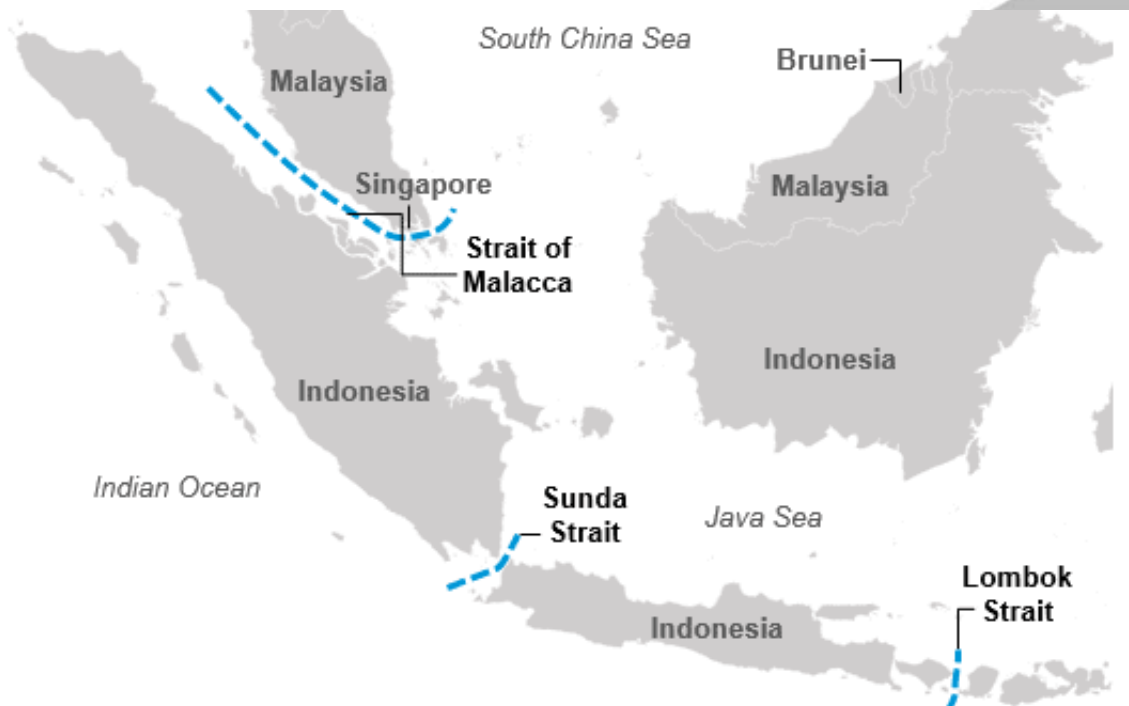 South China Sea
Brunei
Malaysia
Singapore
Malaysia
Strait of
Malacca
Indonesia
Indonesia
Indian Ocean
Sunda
Strait
Java Sea
Lombok
Strait
Indonesia